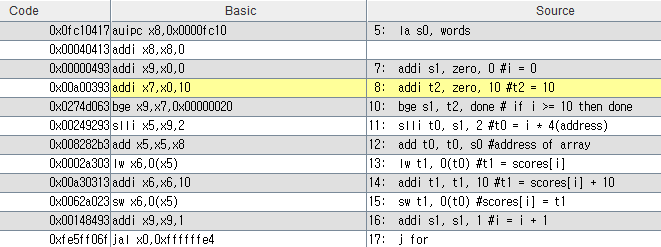 Code Basic Source
0x0fc10417 auipc x8,0x0000fc10 5: la s0, words
0x00040413 addi x8,x8,0
0x00000493 addi x9,x0,0 7: addi s1, zero, 0 #i = 0
0x00a00393 addi x7,x0,10 8: addi t2, zero, 10 #t2 = 10
0x0274d063 bge x9,x7,0x00000020 10: bge s1, t2, done # if i >= 10 then done
0x00249293 slli x5,x9,2 11: slli t0, s1, 2 #t0 = i * 4(address)
0x008282b3 add x5,x5,x8 12: add t0, t0, s0 #address of array
0x0002a303 lw x6,0(x5) 13: lw t1, 0(t0) #t1 = scores[i]
0x00a30313 addi x6,x6,10 14: addi t1, t1, 10 #t1 = scores[i] + 10
0x0062a023 sw x6,0(x5) 15: sw t1, 0(t0) #scores[i] = t1
0x00148493 addi x9,x9,1 16: addi s1, s1, 1 #i = i + 1
0xfe5ff06f jal x0,0xffffffe4 17: j for